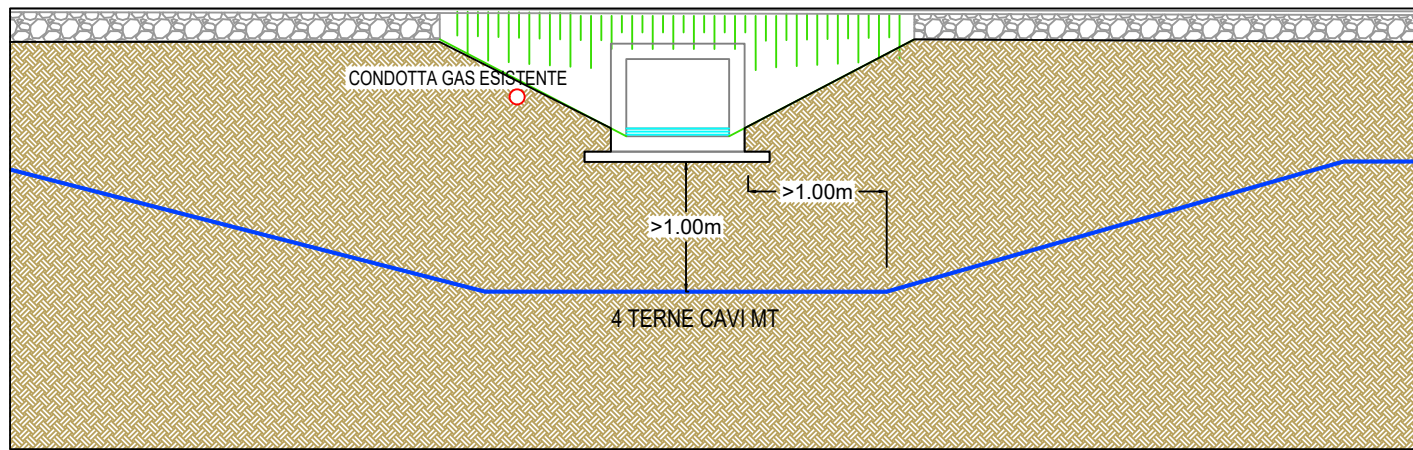 CONDOTTA GAS ESISTENTE
>1.00m
>1.00m
4 TERNE CAVI MT